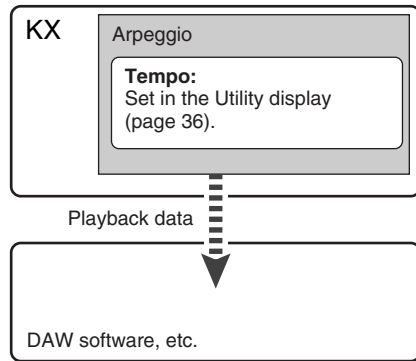 KX
Arpeggio
Tempo:
Set in the Utility display
(page 36).
Playback data
DAW software, etc.